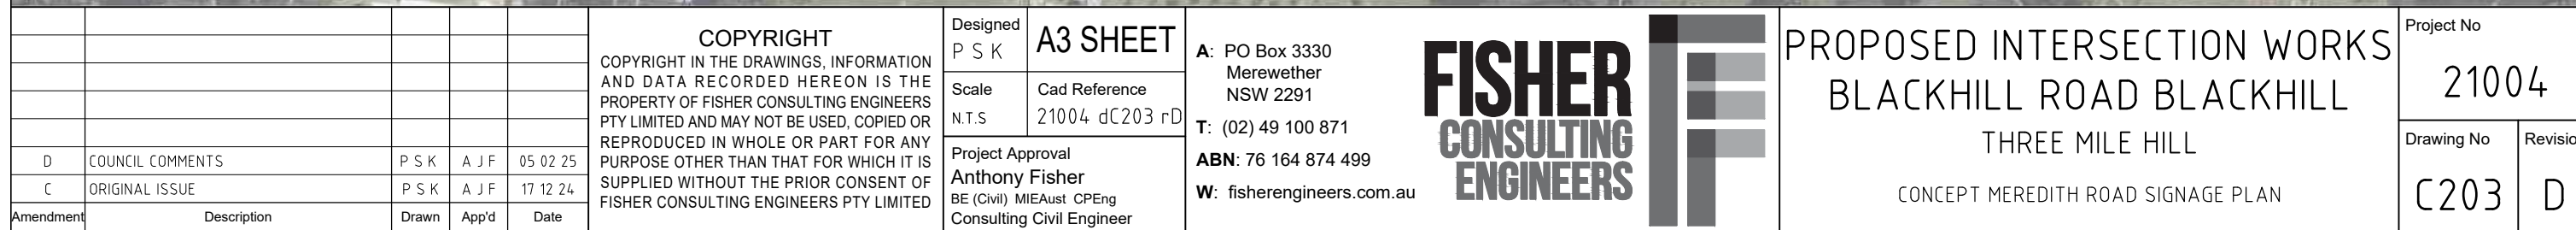 D COUNCIL COMMENTS P S K A J F 05 02 25
C ORIGINAL ISSUE P S K A J F 17 12 24
Amendment Description Drawn App'd Date
COPYRIGHT
COPYRIGHT IN THE DRAWINGS, INFORMATION
AND DATA RECORDED HEREON IS THE
PROPERTY OF FISHER CONSULTING ENGINEERS
PTY LIMITED AND MAY NOT BE USED, COPIED OR
REPRODUCED IN WHOLE OR PART FOR ANY
PURPOSE OTHER THAN THAT FOR WHICH IT IS
SUPPLIED WITHOUT THE PRIOR CONSENT OF
FISHER CONSULTING ENGINEERS PTY LIMITED
Designed
P S K
A3 SHEET
Scale
N.T.S
Cad Reference
21004 dC203 rD
Project Approval
Anthony Fisher
BE (Civil) MIEAust CPEng
Consulting Civil Engineer
A: PO Box 3330
Merewether
NSW 2291
T: (02) 49 100 871
ABN: 76 164 874 499
W: fisherengineers.com.au
FISHER
CONSULTING
ENGINEERS
PROPOSED INTERSECTION WORKS
BLACKHILL ROAD BLACKHILL
THREE MILE HILL
CONCEPT MEREDITH ROAD SIGNAGE PLAN
Project No
21004
Drawing No
C203
Revisio
D